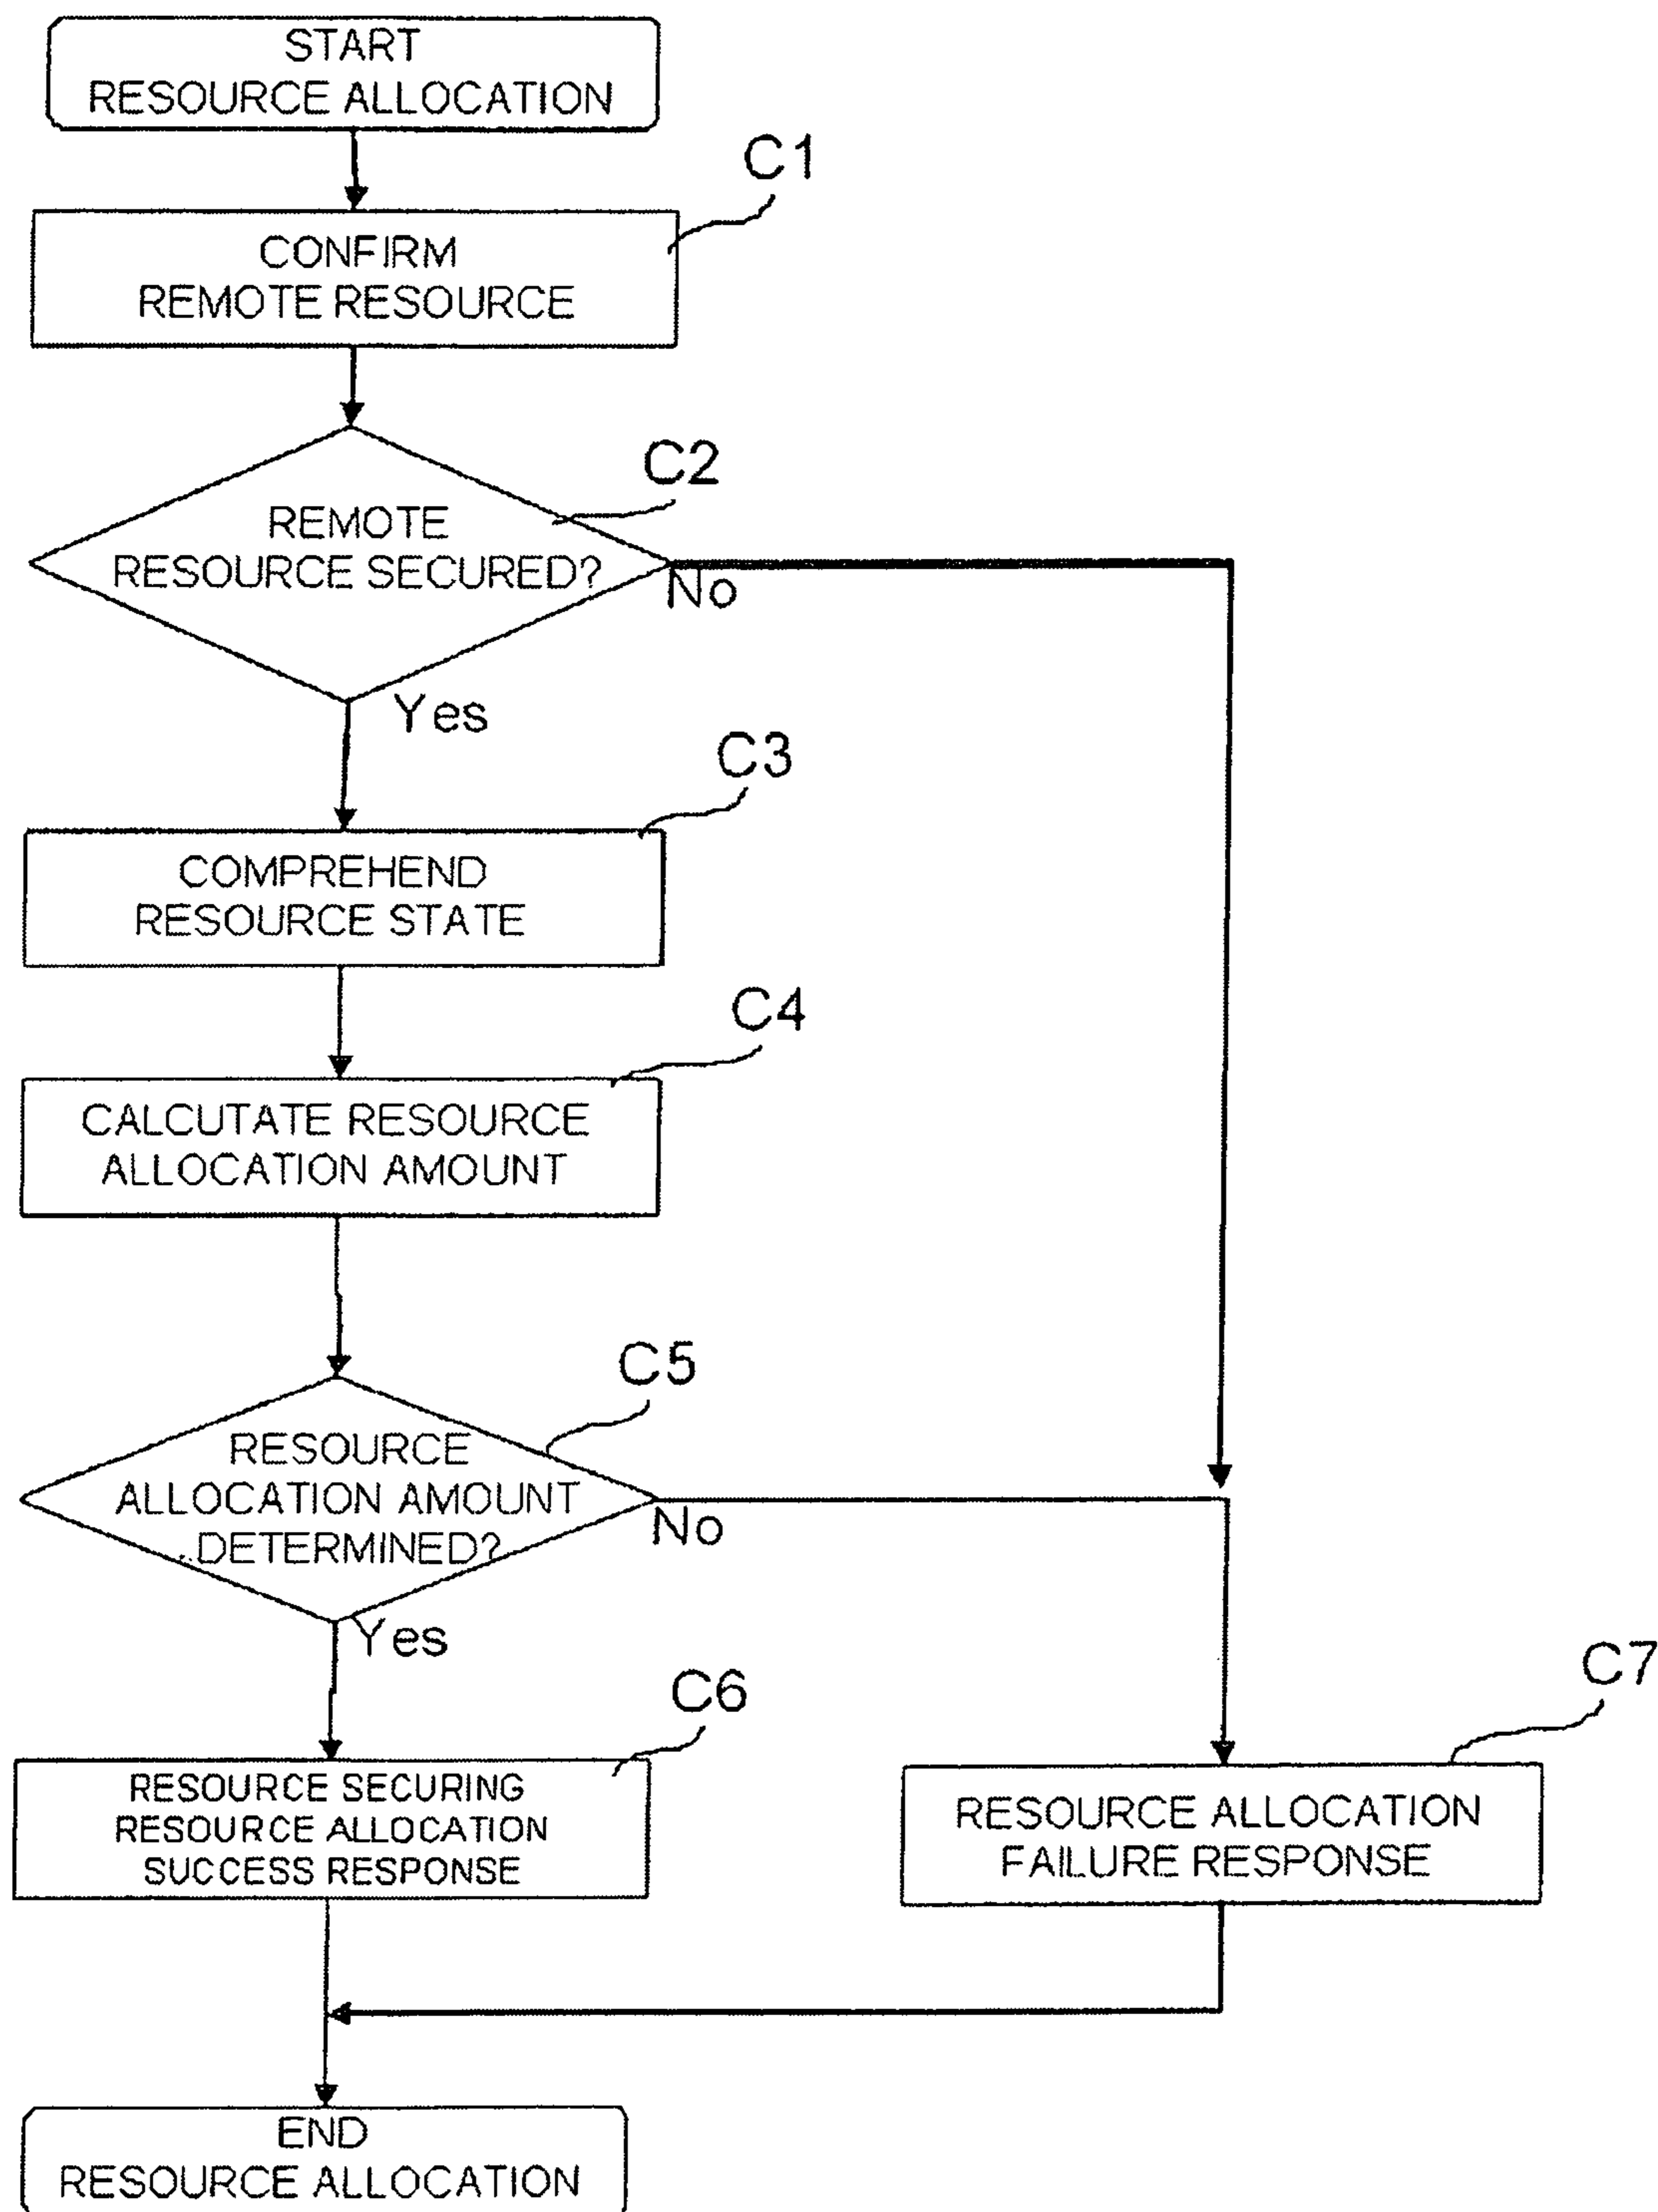 START
RESOURCE ALLOCATION
C1
CONFIRM
REMOTE RESOURCE
C2
REMOTE
RESOURCE SECURED?
No
Yes
C3
COMPREHEND
RESOURCE STATE
C4
CALCUTATE RESOURCE
ALLOCATION AMOUNT
C5
RESOURCE
ALLOCATION AMOUNT
DETERMINED?
No
Yes
C6
RESOURCE SECURING
RESOURCE ALLOCATION
SUCCESS RESPONSE
C7
RESOURCE ALLOCATION
FAILURE RESPONSE
END
RESOURCE ALLOCATION